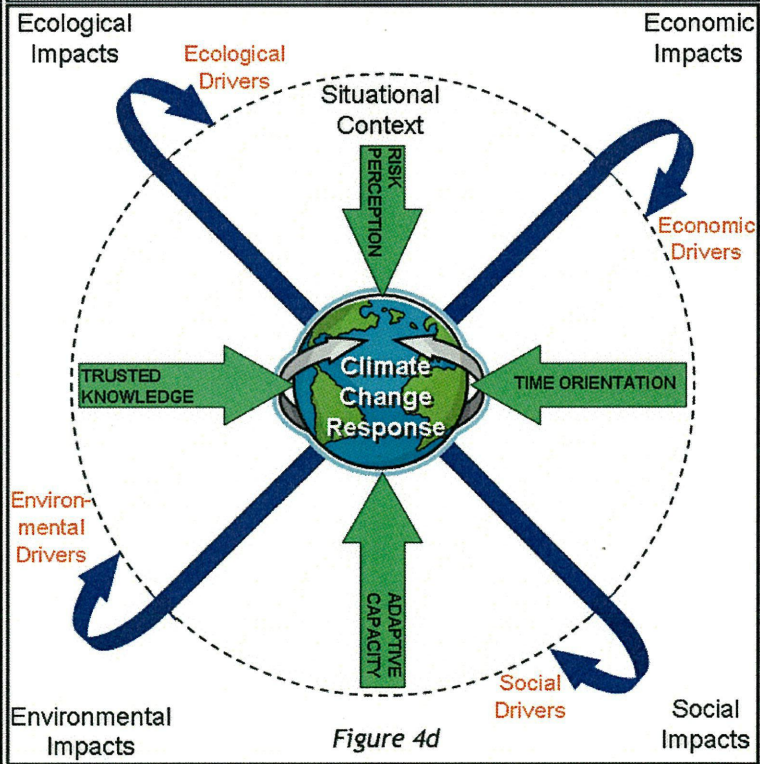 Ecological
Impacts
Economic
Impacts
Ecological
Drivers
Situational
Context
RISK
PERCEPTION
Economic
Drivers
TRUSTED
KNOWLEDGE
Climate
Change
Response
TIME ORIENTATION
Environ-
mental
Drivers
ADAPTIVE
CAPACITY
Social
Drivers
Environmental
Impacts
Figure 4d
Social
Impacts